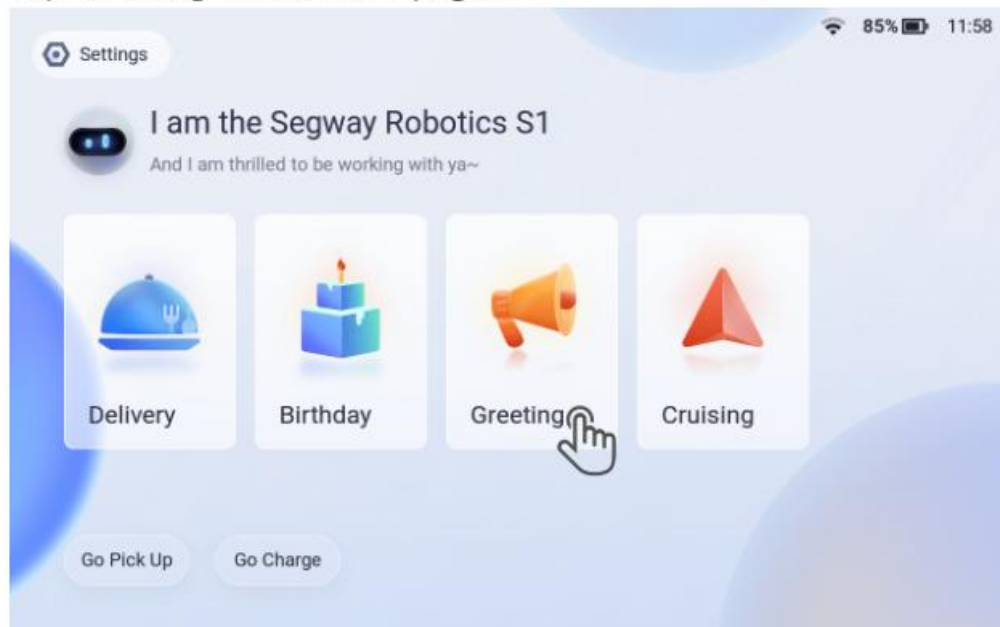 Settings
85%
11:58
I am the Segway Robotics S1
And I am thrilled to be working with ya~
Delivery
Birthday
Greeting
Cruising
Go Pick Up
Go Charge